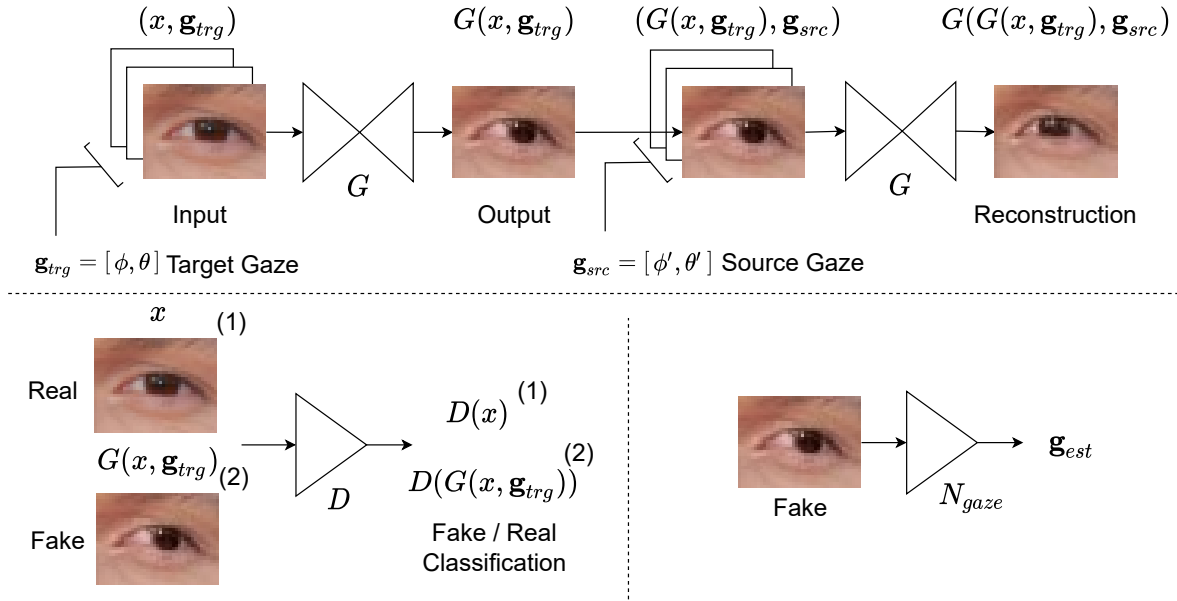 (x, g_trg)
G(x, g_trg)
(G(x, g_trg), g_src)
G(G(x, g_trg), g_src)
G
G
Input
Output
Reconstruction
g_trg = [ϕ, θ] Target Gaze
g_src = [ϕ′, θ′] Source Gaze
x
(1)
Real
G(x, g_trg)
(2)
Fake
D
D(x) (1)
D(G(x, g_trg)) (2)
Fake / Real
Classification
Fake
N_gaze
g_est